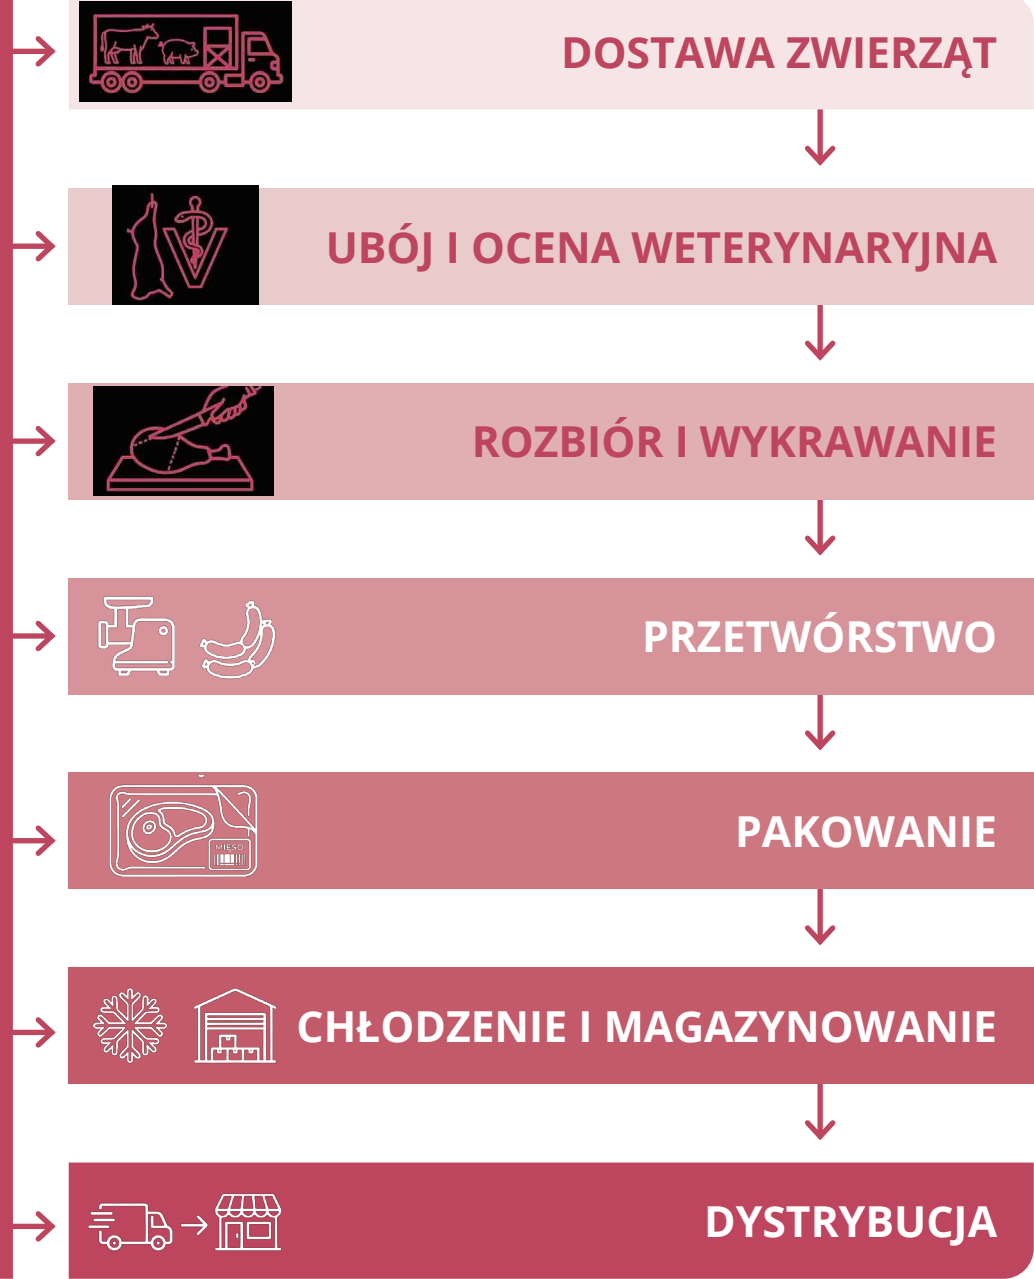 DOSTAWA ZWIERZĄT
UBÓJ I OCENA WETERYNARYJNA
ROZBIÓR I WYKRAWANIE
PRZETWÓRSTWO
PAKOWANIE
MIĘSO
CHŁODZENIE I MAGAZYNOWANIE
DYSTRYBUCJA